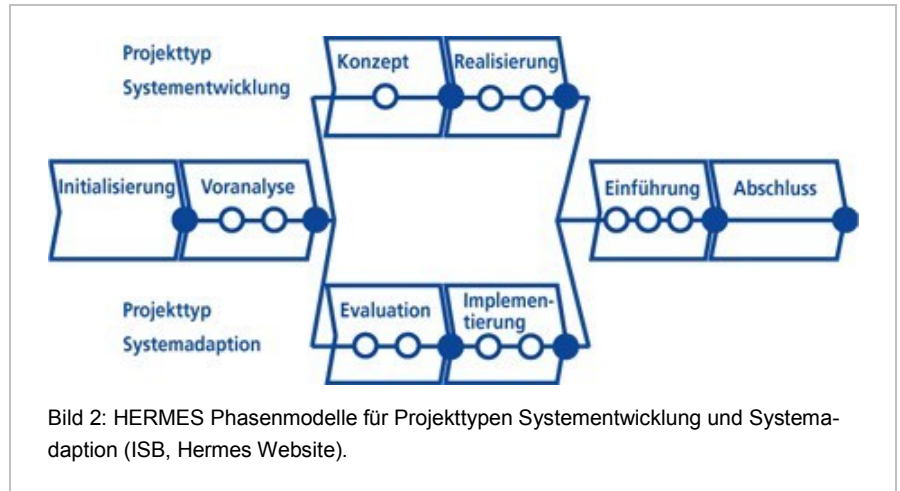 Projekttyp
Systementwicklung
Konzept
Realisierung
Initialisierung
Voranalyse
Einführung
Abschluss
Projekttyp
Systemadaption
Evaluation
Implemen-
tierung
Bild 2: HERMES Phasenmodelle für Projekttypen Systementwicklung und Systema-
daption (ISB, Hermes Website).